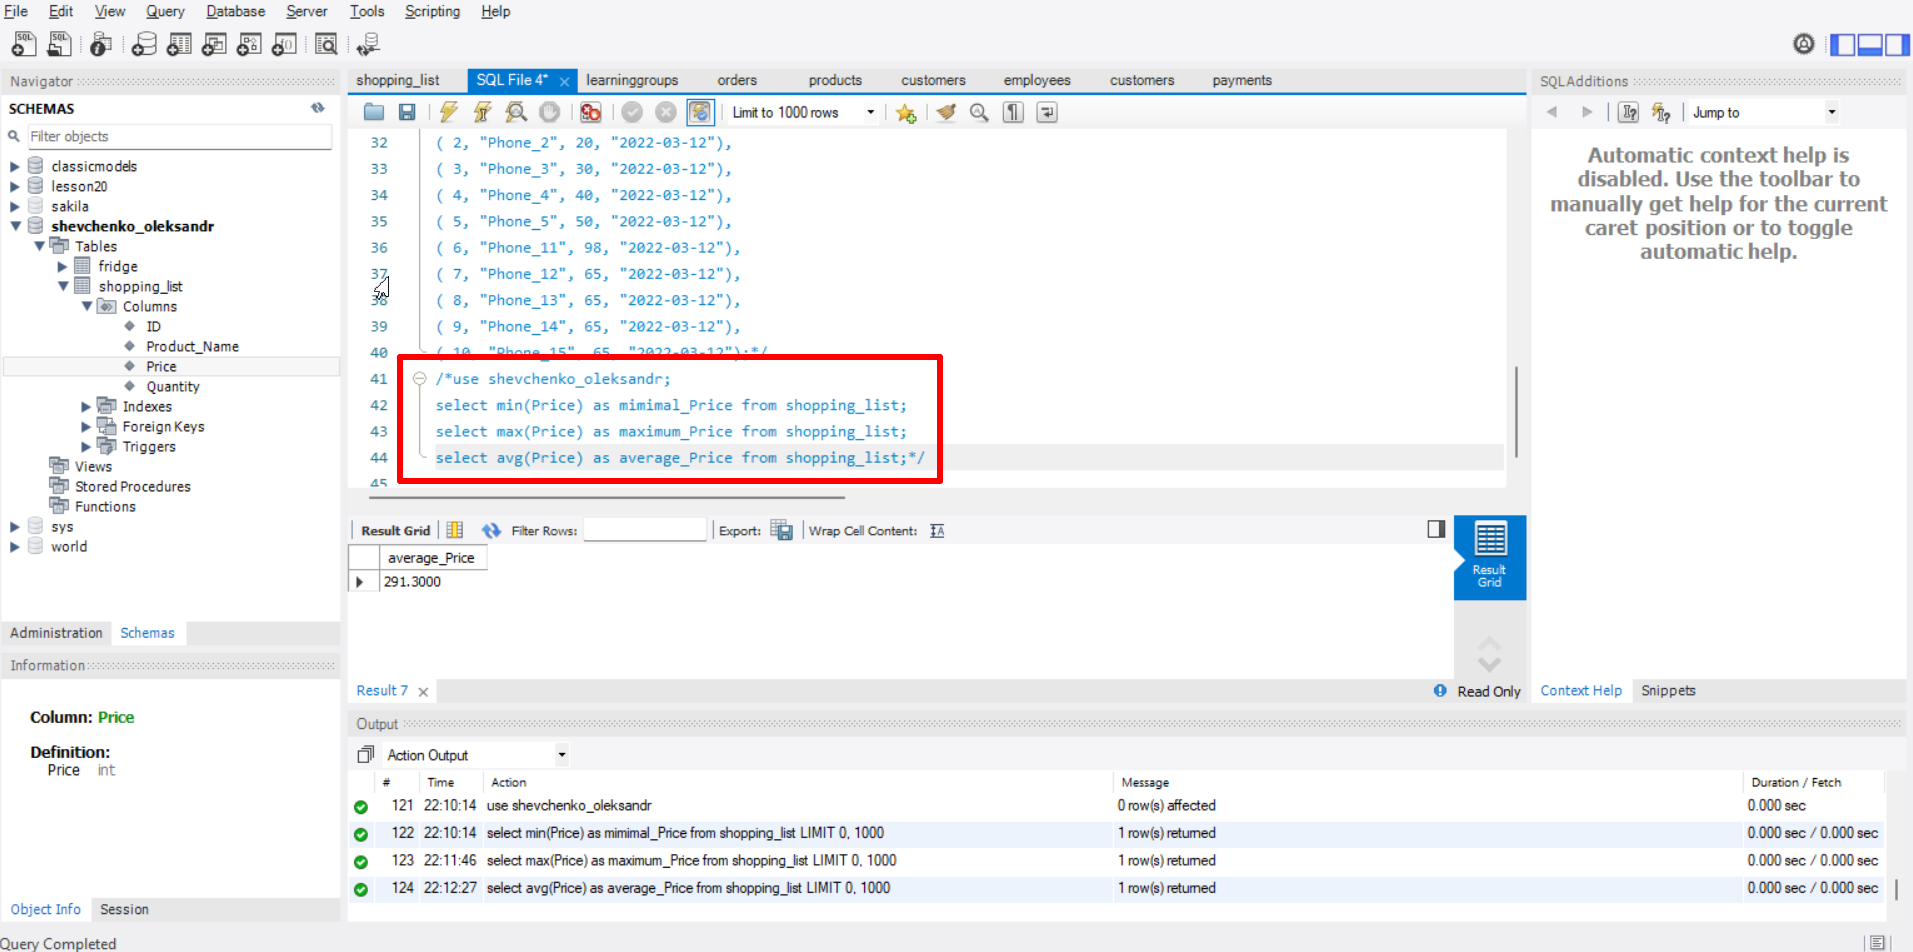 File Edit View Query Database Server Tools Scripting Help
Navigator
SCHEMAS
Filter objects
classicmodels
lesson20
sakila
shevchenko_oleksandr
Tables
fridge
shopping_list
Columns
ID
Product_Name
Price
Quantity
Indexes
Foreign Keys
Triggers
Views
Stored Procedures
Functions
sys
world
Administration Schemas
Information
Column: Price
Definition:
Price int
Object Info Session
Query Completed
shopping_list SQL File 4* learninggroups orders products customers employees customers payments
Limit to 1000 rows
32 ( 2, "Phone_2", 20, "2022-03-12"),
33 ( 3, "Phone_3", 30, "2022-03-12"),
34 ( 4, "Phone_4", 40, "2022-03-12"),
35 ( 5, "Phone_5", 50, "2022-03-12"),
36 ( 6, "Phone_11", 98, "2022-03-12"),
37 ( 7, "Phone_12", 65, "2022-03-12"),
38 ( 8, "Phone_13", 65, "2022-03-12"),
39 ( 9, "Phone_14", 65, "2022-03-12"),
40 ( 10, "Phone_15", 65, "2022-03-12");*/
41 /*use shevchenko_oleksandr;
42 select min(Price) as mimimal_Price from shopping_list;
43 select max(Price) as maximum_Price from shopping_list;
44 select avg(Price) as average_Price from shopping_list;*/
45
Result Grid Filter Rows: Export: Wrap Cell Content:
average_Price
291.3000
Result Grid
Result 7 Read Only
SQLAdditions
Jump to
Automatic context help is
disabled. Use the toolbar to
manually get help for the current
caret position or to toggle
automatic help.
Context Help Snippets
Output
Action Output
# Time Action Message Duration / Fetch
121 22:10:14 use shevchenko_oleksandr 0 row(s) affected 0.000 sec
122 22:10:14 select min(Price) as mimimal_Price from shopping_list LIMIT 0, 1000 1 row(s) returned 0.000 sec / 0.000 sec
123 22:11:46 select max(Price) as maximum_Price from shopping_list LIMIT 0, 1000 1 row(s) returned 0.000 sec / 0.000 sec
124 22:12:27 select avg(Price) as average_Price from shopping_list LIMIT 0, 1000 1 row(s) returned 0.000 sec / 0.000 sec